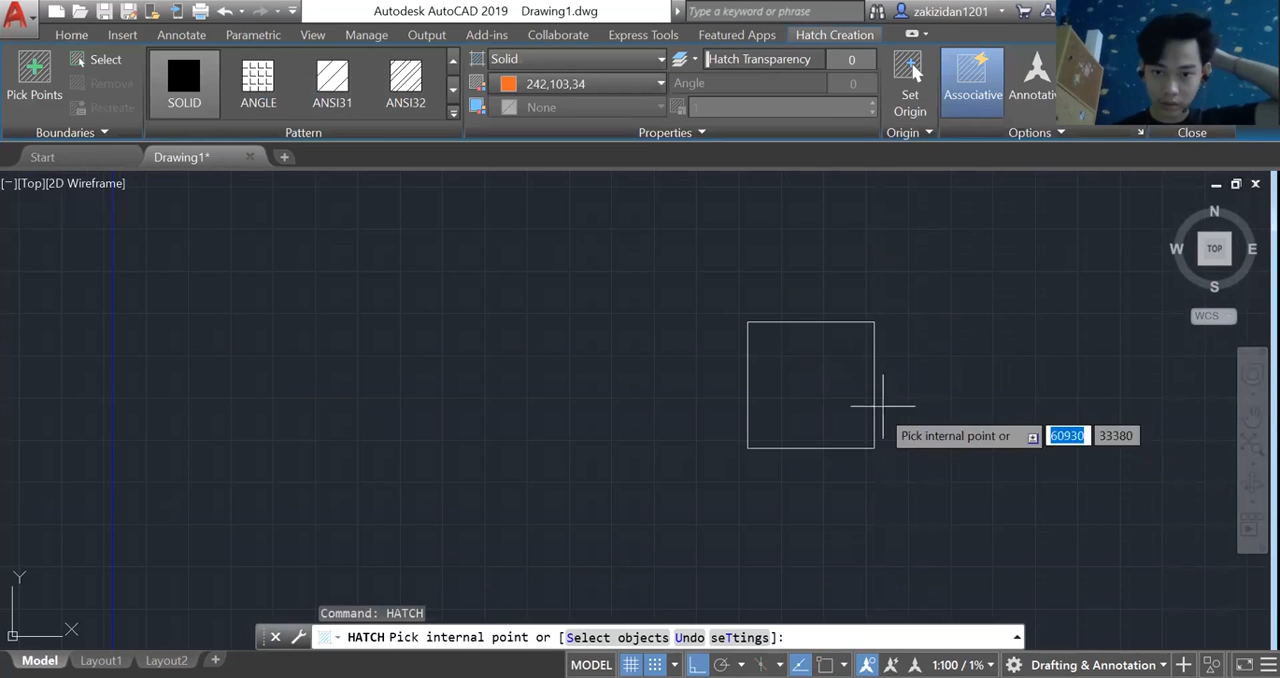 Autodesk AutoCAD 2019 Drawing1.dwg
Type a keyword or phrase
zakizidan1201
Home Insert Annotate Parametric View Manage Output Add-ins Collaborate Express Tools Featured Apps Hatch Creation
Pick Points
Select
Remove
Recreate
Boundaries
SOLID
ANGLE
ANSI31
ANSI32
Pattern
Solid
242,103,34
None
Hatch Transparency 0
Angle 0
1
Properties
Set
Origin
Origin
Associative
Annotati
Options
Close
Start
Drawing1*
[−][Top][2D Wireframe]
N
W
TOP
E
S
WCS
Pick internal point or 60930 33380
Y
X
Command: HATCH
HATCH Pick internal point or [Select objects Undo seTtings]:
Model Layout1 Layout2
MODEL
1:100 / 1%
Drafting & Annotation